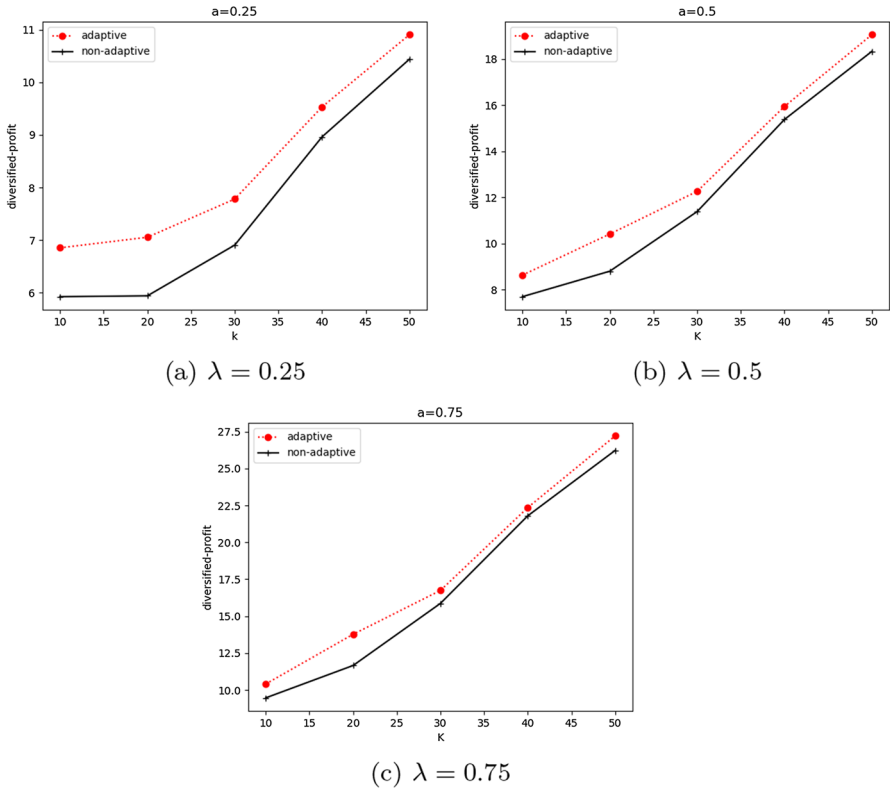 a=0.25
adaptive
non-adaptive
diversified-profit
11
10
9
8
7
6
10 15 20 25 30 35 40 45 50
k
(a) λ = 0.25
a=0.5
adaptive
non-adaptive
diversified-profit
18
16
14
12
10
8
10 15 20 25 30 35 40 45 50
K
(b) λ = 0.5
a=0.75
adaptive
non-adaptive
diversified-profit
27.5
25.0
22.5
20.0
17.5
15.0
12.5
10.0
10 15 20 25 30 35 40 45 50
K
(c) λ = 0.75